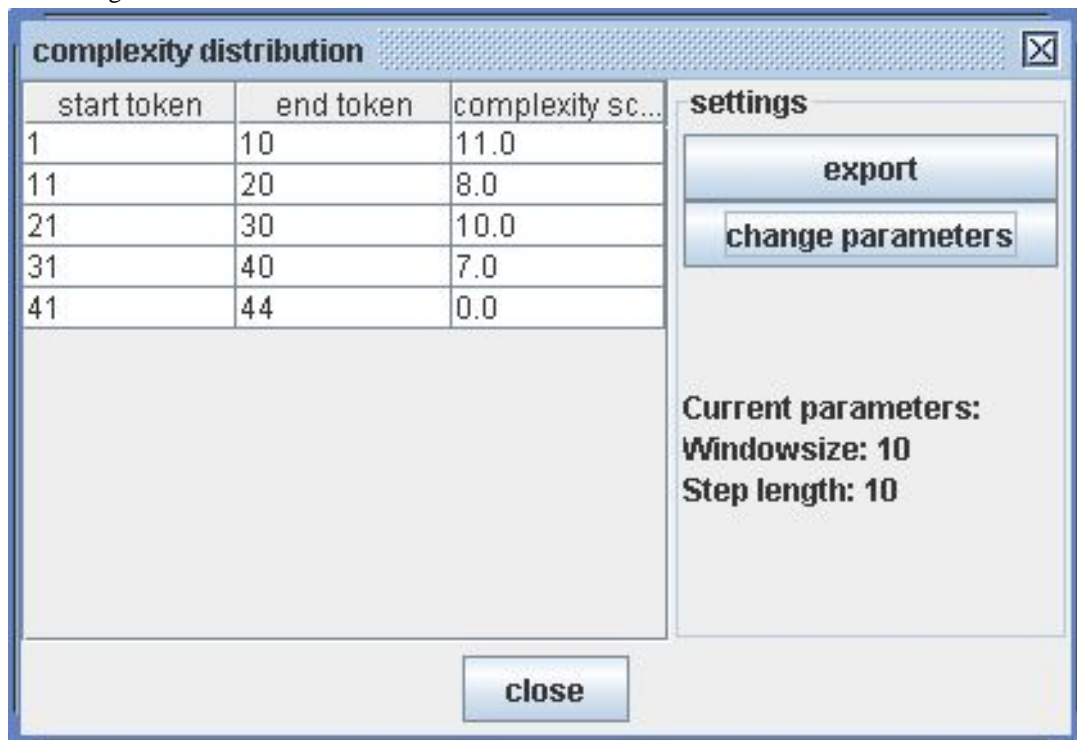 complexity distribution
start token end token complexity sc...
1 10 11.0
11 20 8.0
21 30 10.0
31 40 7.0
41 44 0.0
settings
export
change parameters
Current parameters:
Windowsize: 10
Step length: 10
close